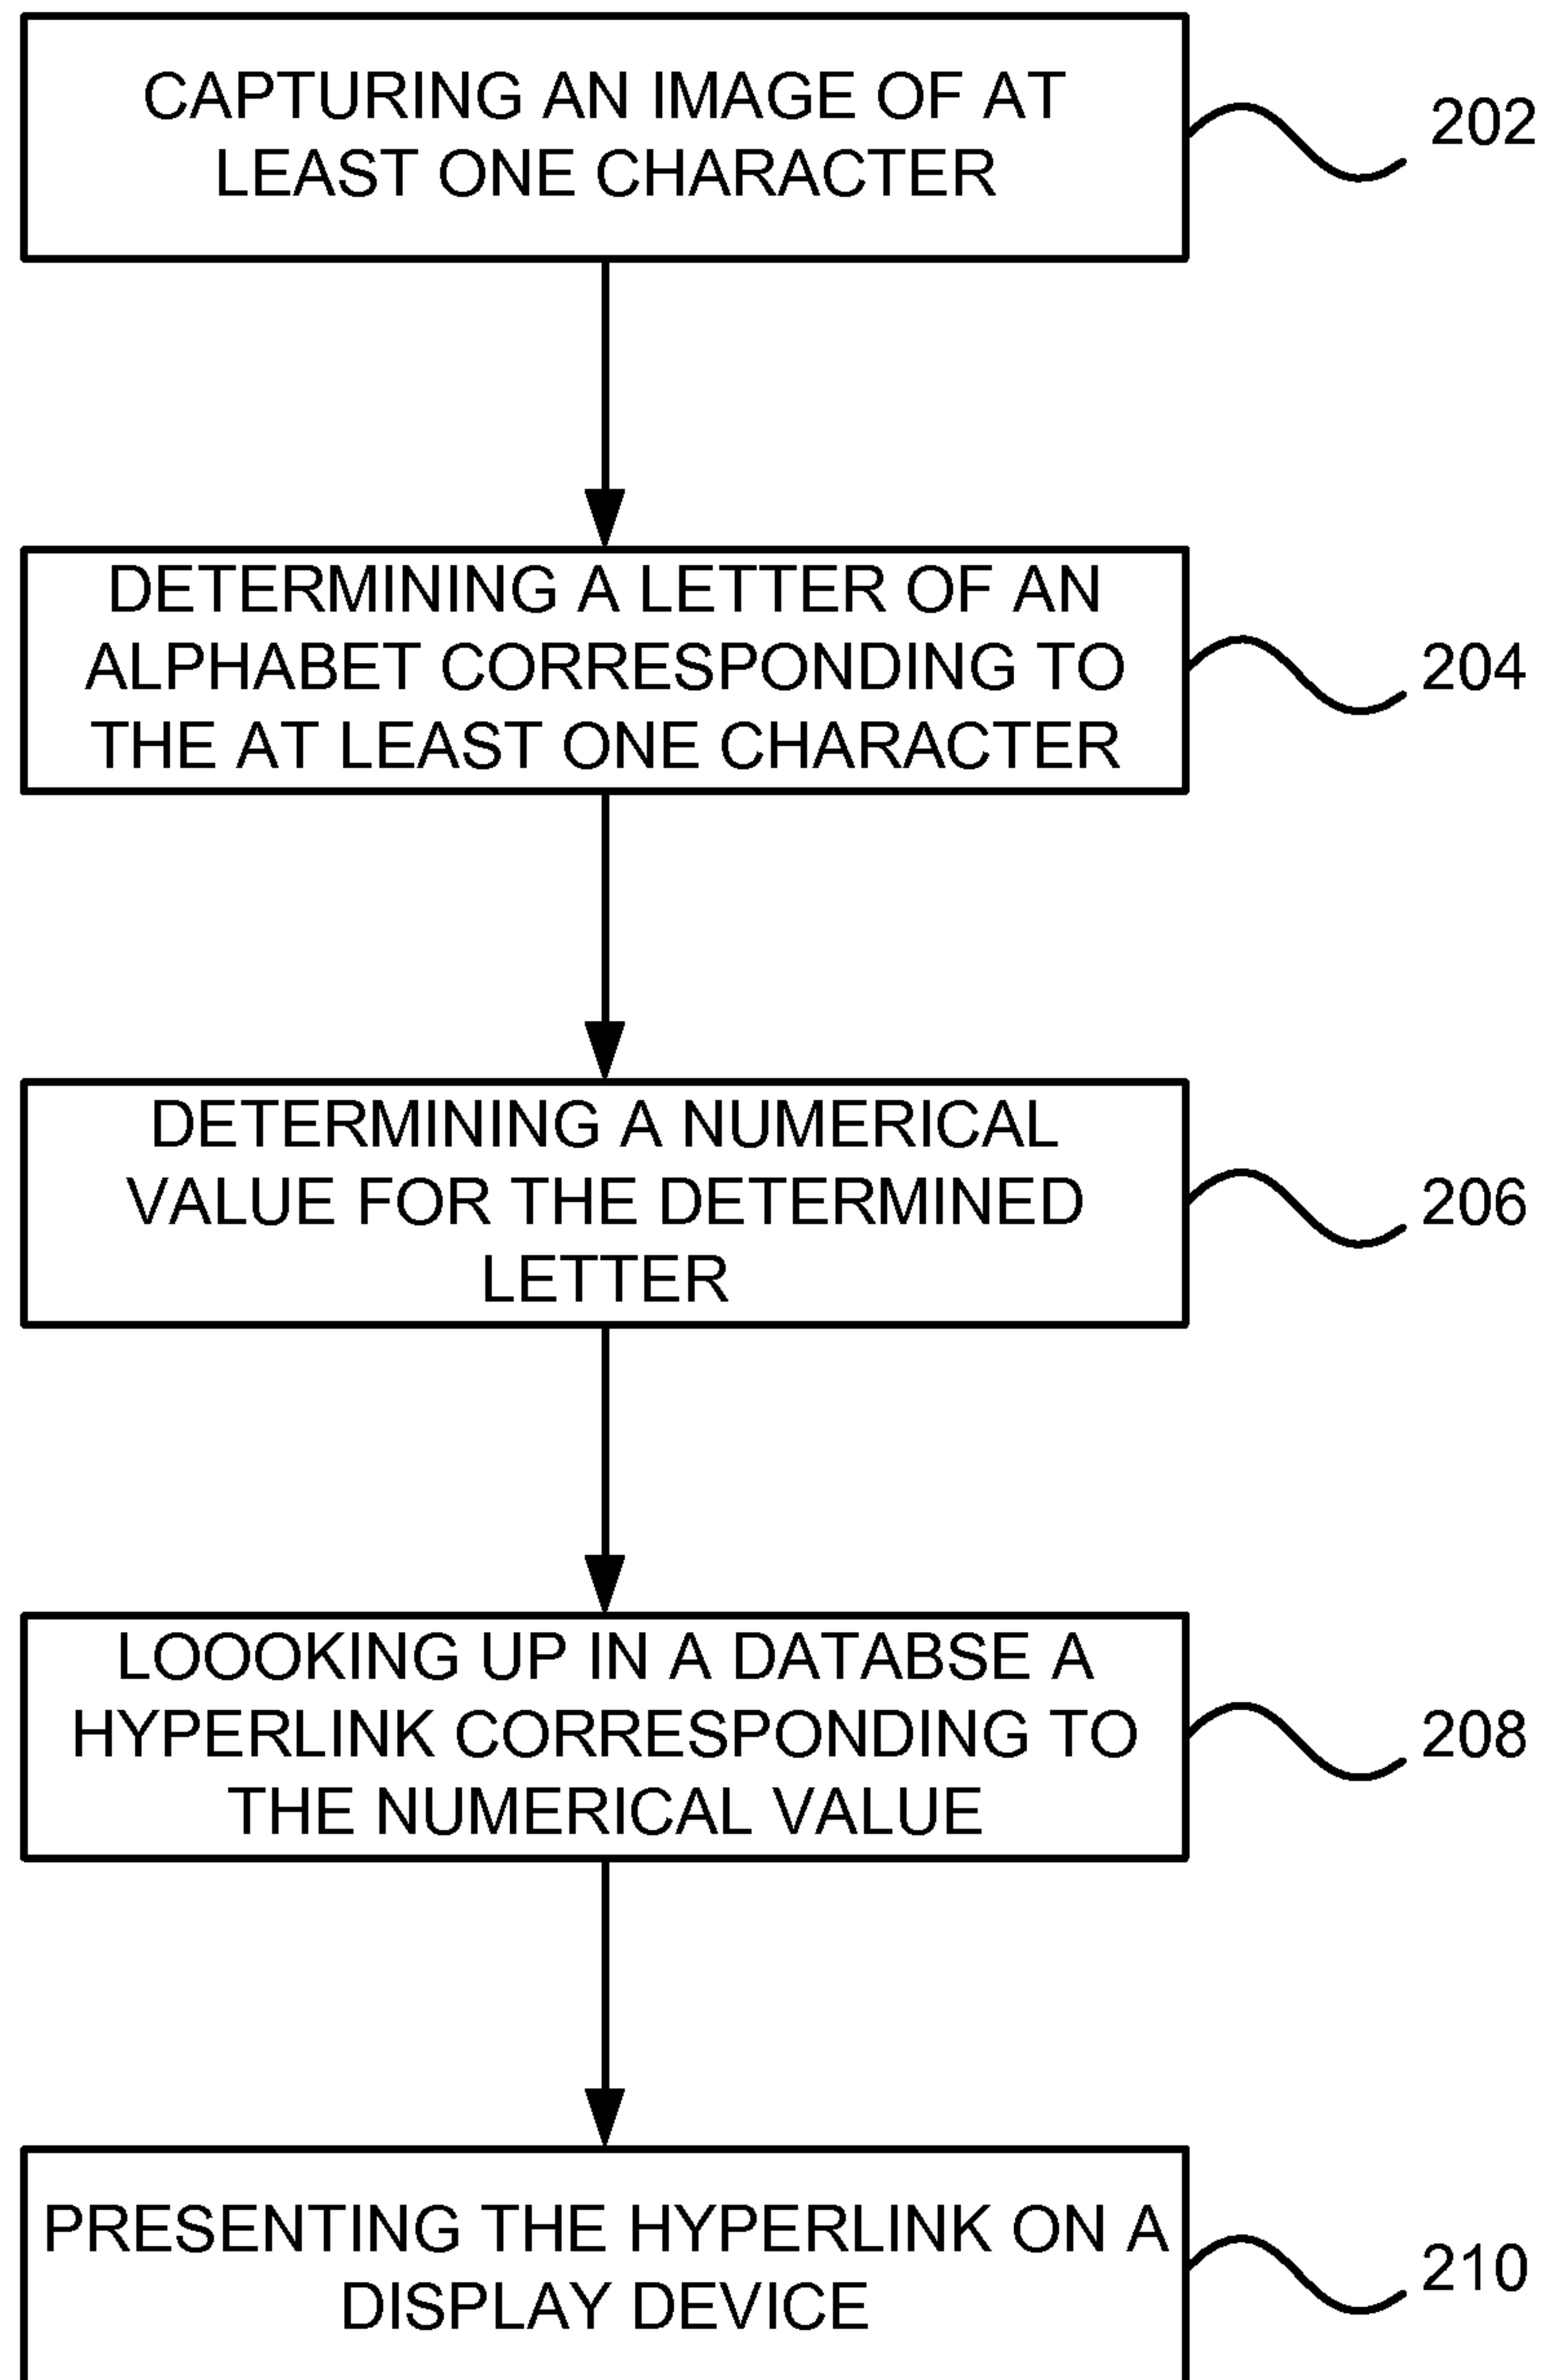 CAPTURING AN IMAGE OF AT
LEAST ONE CHARACTER
202
DETERMINING A LETTER OF AN
ALPHABET CORRESPONDING TO
THE AT LEAST ONE CHARACTER
204
DETERMINING A NUMERICAL
VALUE FOR THE DETERMINED
LETTER
206
LOOOKING UP IN A DATABSE A
HYPERLINK CORRESPONDING TO
THE NUMERICAL VALUE
208
PRESENTING THE HYPERLINK ON A
DISPLAY DEVICE
210